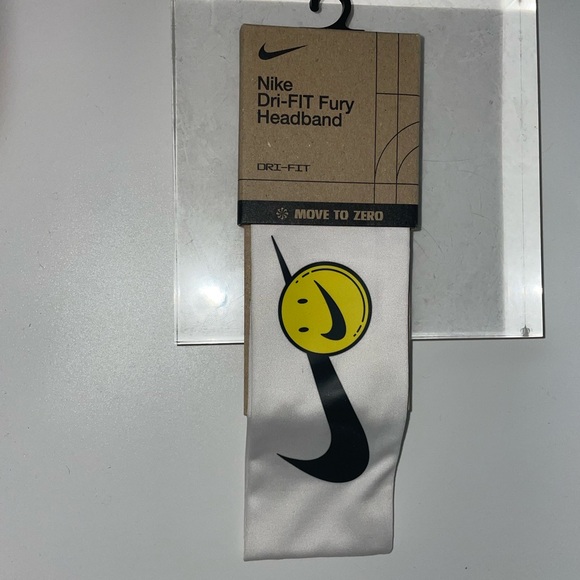 Nike
Dri-FIT Fury
Headband
DRI-FIT
MOVE TO ZERO